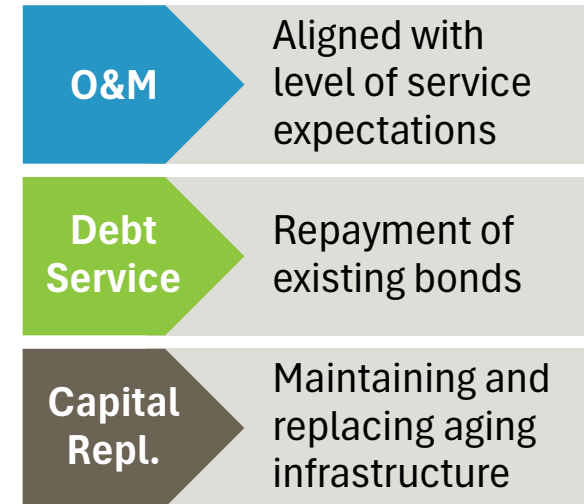 O&M
Aligned with
level of service
expectations
Debt
Service
Repayment of
existing bonds
Capital
Repl.
Maintaining and
replacing aging
infrastructure